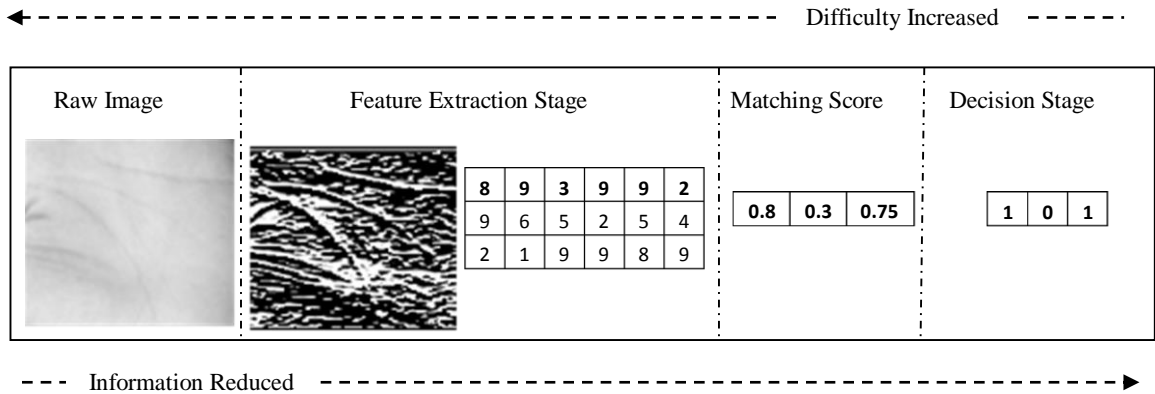 Difficulty Increased
Raw Image
Feature Extraction Stage
Matching Score
Decision Stage
8 9 3 9 9 2
9 6 5 2 5 4
2 1 9 9 8 9
0.8 0.3 0.75
1 0 1
Information Reduced